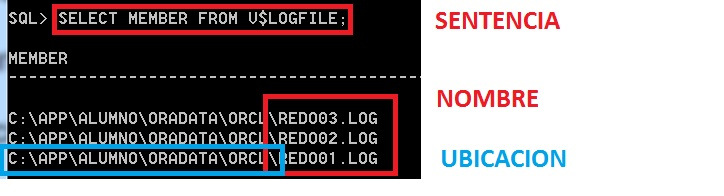 SQL> SELECT MEMBER FROM V$LOGFILE; SENTENCIA
MEMBER
--------------------------------------------------------------------------------
C:\APP\ALUMNO\ORADATA\ORCL\REDO03.LOG NOMBRE
C:\APP\ALUMNO\ORADATA\ORCL\REDO02.LOG
C:\APP\ALUMNO\ORADATA\ORCL\REDO01.LOG UBICACION